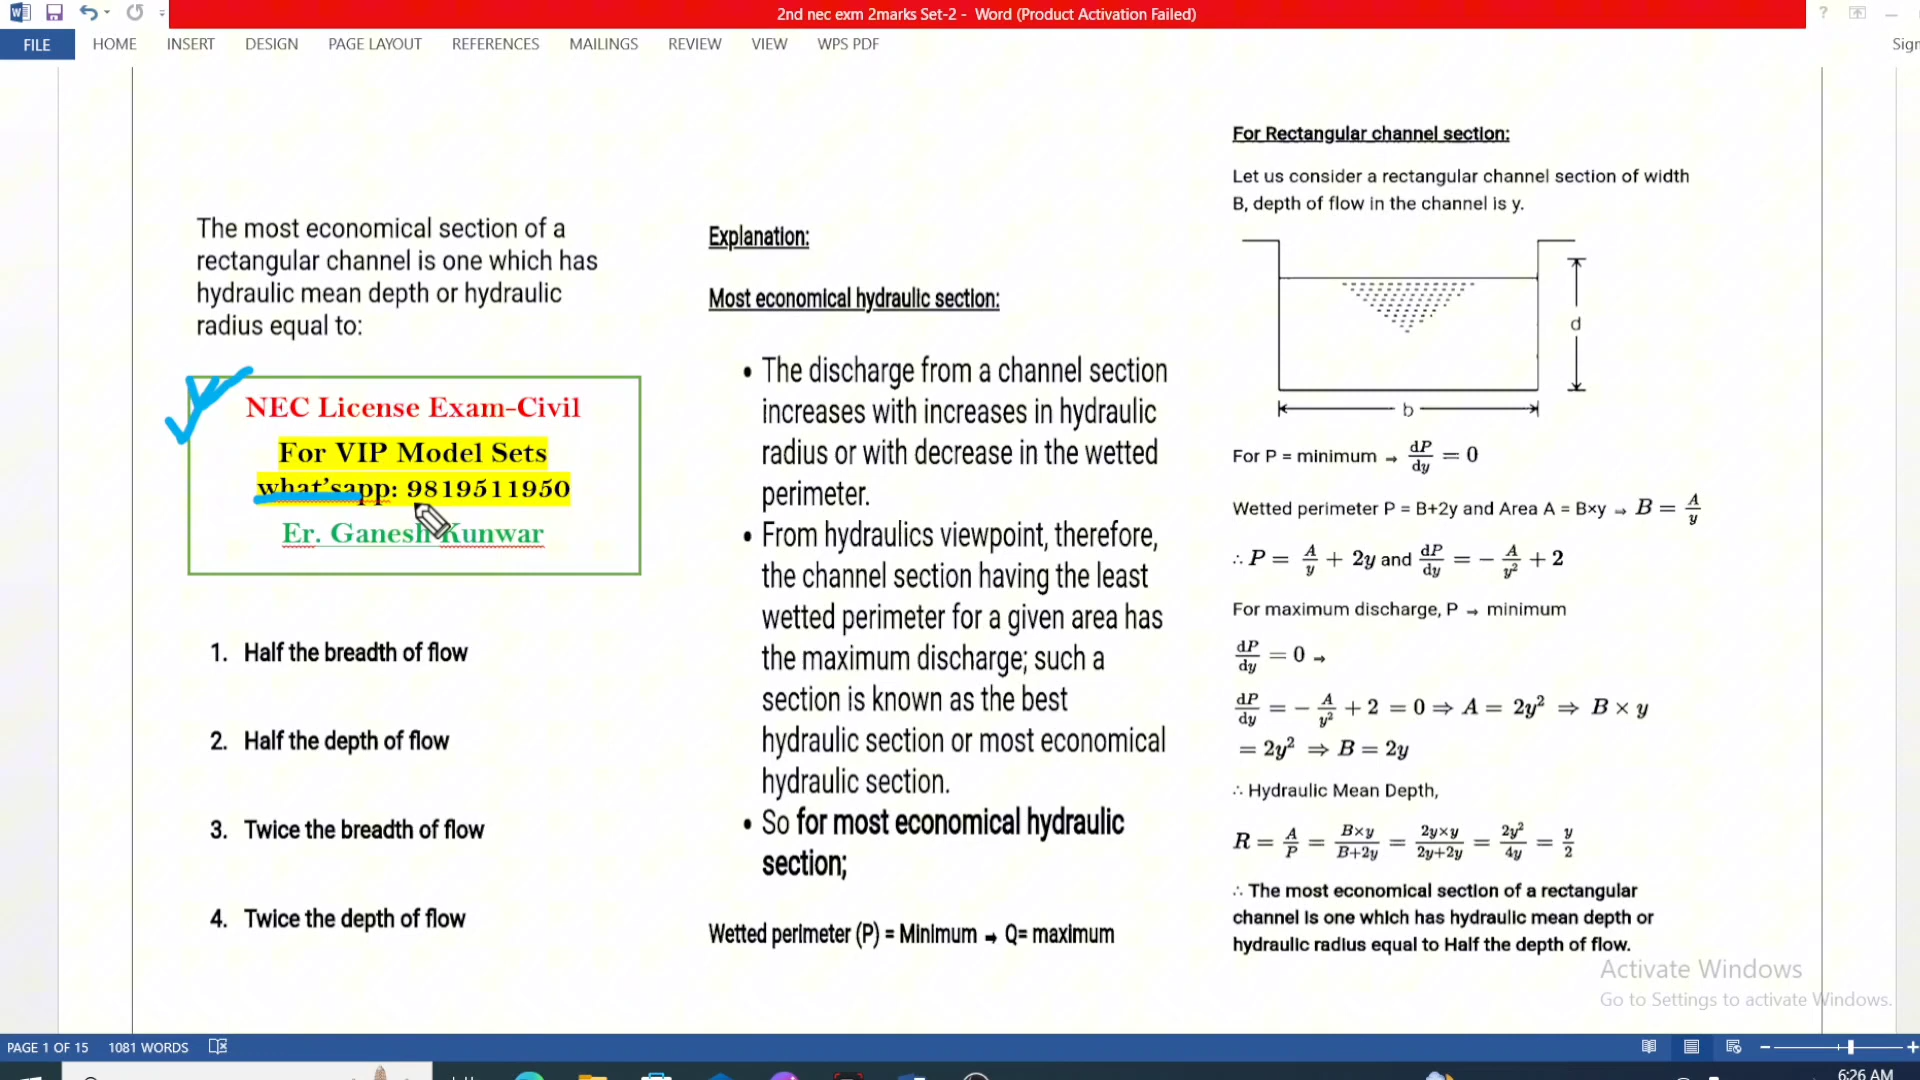 2nd nec exm 2marks Set-2 - Word (Product Activation Failed)
FILE HOME INSERT DESIGN PAGE LAYOUT REFERENCES MAILINGS REVIEW VIEW WPS PDF
The most economical section of a
rectangular channel is one which has
hydraulic mean depth or hydraulic
radius equal to:
NEC License Exam-Civil
For VIP Model Sets
what'sapp: 9819511950
Er. Ganesh Kunwar
1. Half the breadth of flow
2. Half the depth of flow
3. Twice the breadth of flow
4. Twice the depth of flow
Explanation:
Most economical hydraulic section:
• The discharge from a channel section
increases with increases in hydraulic
radius or with decrease in the wetted
perimeter.
• From hydraulics viewpoint, therefore,
the channel section having the least
wetted perimeter for a given area has
the maximum discharge; such a
section is known as the best
hydraulic section or most economical
hydraulic section.
• So for most economical hydraulic
section;
Wetted perimeter (P) = Minimum → Q= maximum
For Rectangular channel section:
Let us consider a rectangular channel section of width
B, depth of flow in the channel is y.
d
b
For P = minimum → dP/dy = 0
Wetted perimeter P = B+2y and Area A = B×y → B = A/y
∴ P = A/y + 2y and dP/dy = − A/y² + 2
For maximum discharge, P → minimum
dP/dy = 0 →
dP/dy = − A/y² + 2 = 0 ⇒ A = 2y² ⇒ B × y
= 2y² ⇒ B = 2y
∴ Hydraulic Mean Depth,
R = A/P = B×y/B+2y = 2y×y/2y+2y = 2y²/4y = y/2
∴ The most economical section of a rectangular
channel is one which has hydraulic mean depth or
hydraulic radius equal to Half the depth of flow.
Activate Windows
Go to Settings to activate Windows.
PAGE 1 OF 15 1081 WORDS
6:26 AM